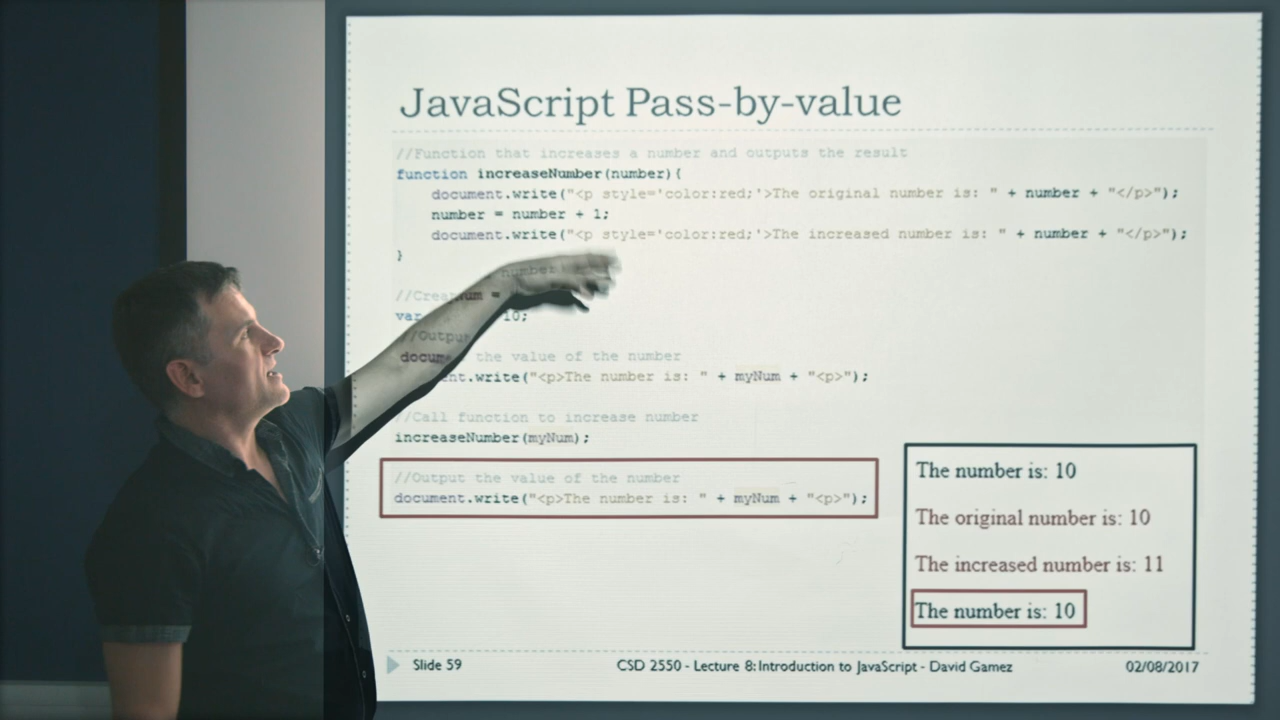 JavaScript Pass-by-value
//Function that increases a number and outputs the result
function increaseNumber(number){
document.write("<p style='color:red;'>The original number is: " + number + "</p>");
number = number + 1;
document.write("<p style='color:red;'>The increased number is: " + number + "</p>");
}
number
//Crea num =
var 10;
//Outpu
docum the value of the number
nt.write("<p>The number is: " + myNum + "<p>");
//Call function to increase number
increaseNumber(myNum);
//Output the value of the number
document.write("<p>The number is: " + myNum + "<p>");
The number is: 10
The original number is: 10
The increased number is: 11
The number is: 10
Slide 59
CSD 2550 - Lecture 8: Introduction to JavaScript - David Gamez
02/08/2017